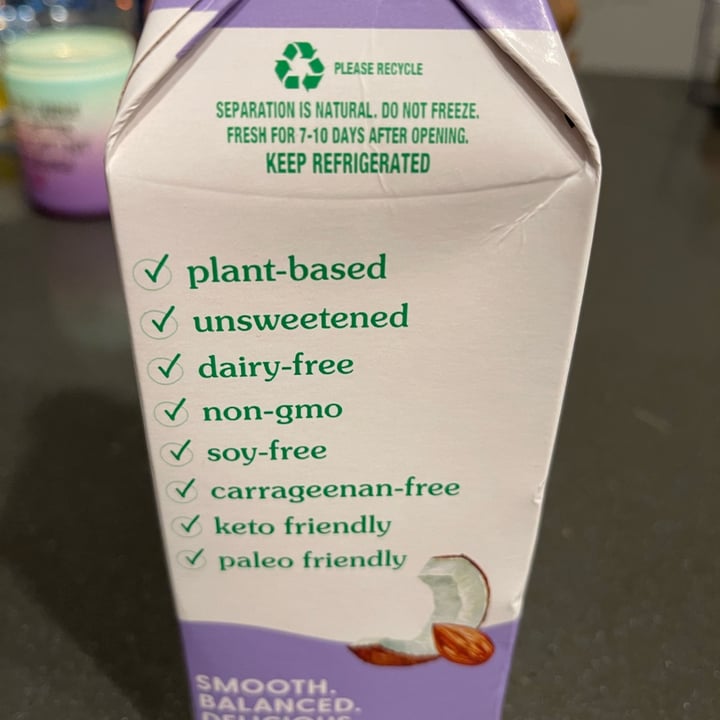 PLEASE RECYCLE
SEPARATION IS NATURAL. DO NOT FREEZE.
FRESH FOR 7-10 DAYS AFTER OPENING.
KEEP REFRIGERATED
plant-based
unsweetened
dairy-free
non-gmo
soy-free
carrageenan-free
keto friendly
paleo friendly
SMOOTH.
BALANCED.
DELICIOUS.